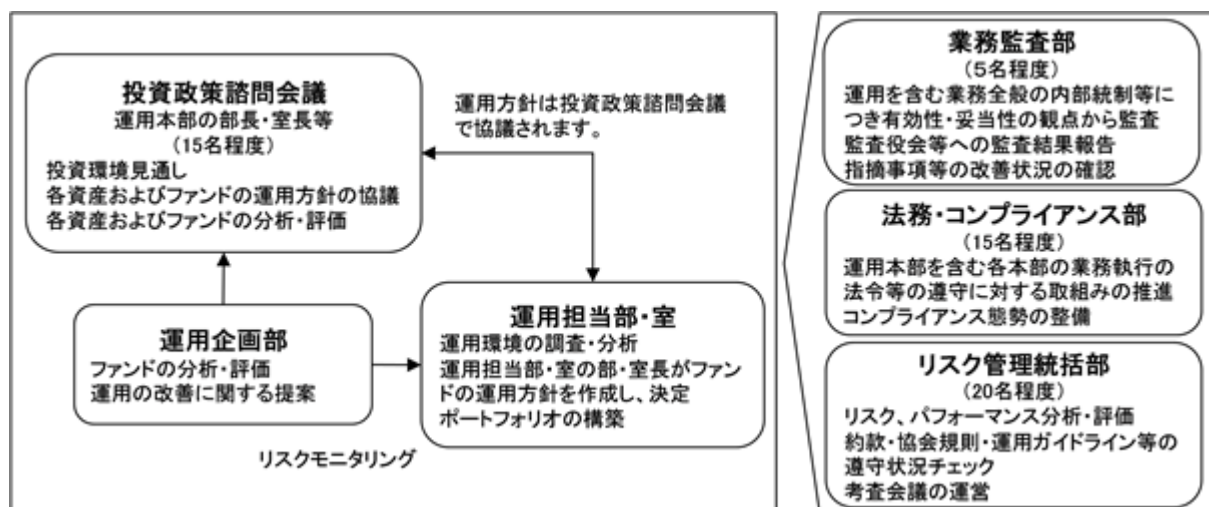 投資政策諮問会議
運用本部の部長・室長等
(15名程度)
投資環境見通し
各資産およびファンドの運用方針の協議
各資産およびファンドの分析・評価
運用方針は投資政策諮問会議
で協議されます。
運用企画部
ファンドの分析・評価
運用の改善に関する提案
運用担当部・室
運用環境の調査・分析
運用担当部・室の部・室長がファン
ドの運用方針を作成し、決定
ポートフォリオの構築
リスクモニタリング
業務監査部
(5名程度)
運用を含む業務全般の内部統制等に
つき有効性・妥当性の観点から監査
監査役会等への監査結果報告
指摘事項等の改善状況の確認
法務・コンプライアンス部
(15名程度)
運用本部を含む各本部の業務執行の
法令等の遵守に対する取組みの推進
コンプライアンス態勢の整備
リスク管理統括部
(20名程度)
リスク、パフォーマンス分析・評価
約款・協会規則・運用ガイドライン等の
遵守状況チェック
考査会議の運営